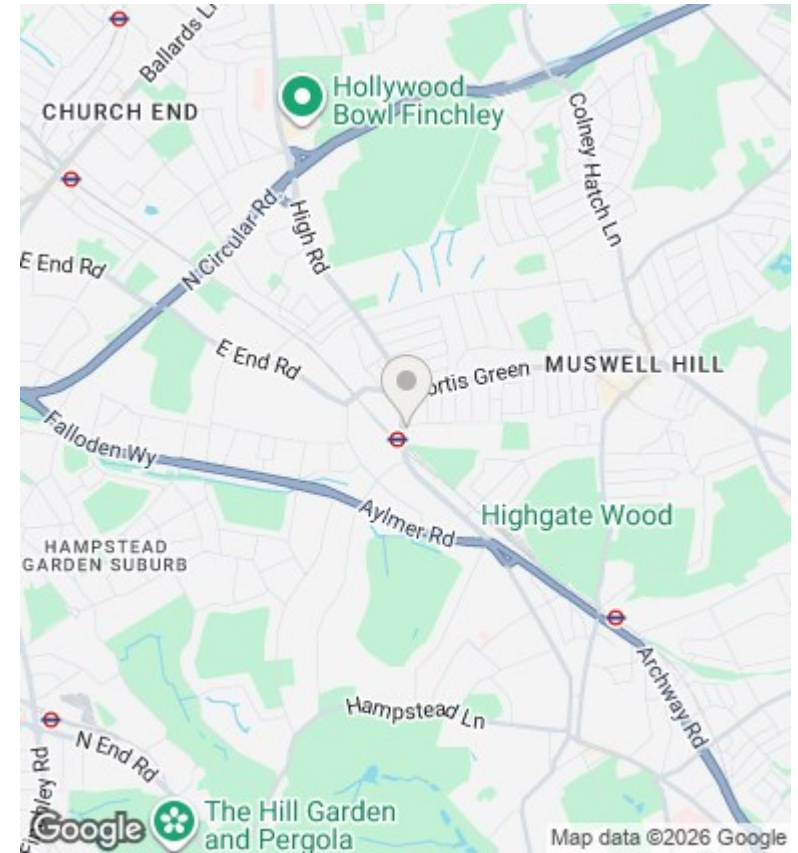 Ballards Ln
CHURCH END
Hollywood
Bowl Finchley
Colney Hatch Ln
High Rd
N Circular Rd
E End Rd
E End Rd
ortis Green
MUSWELL HILL
Falloden Wy
Aylmer Rd
Highgate Wood
HAMPSTEAD
GARDEN SUBURB
Archway Rd
Hampstead Ln
N End Rd
The Hill Garden
and Pergola
Google
Map data ©2026 Google